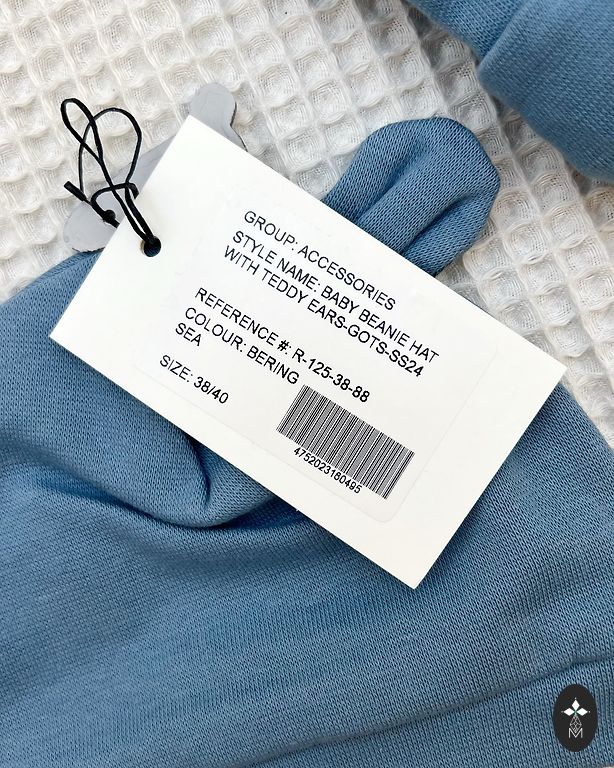 GROUP: ACCESSORIES
STYLE NAME: BABY BEANIE HAT
WITH TEDDY EARS-GOTS-SS24
REFERENCE #: R-125-38-88
COLOUR: BERING
SEA
SIZE: 38/40
4752023180495
M